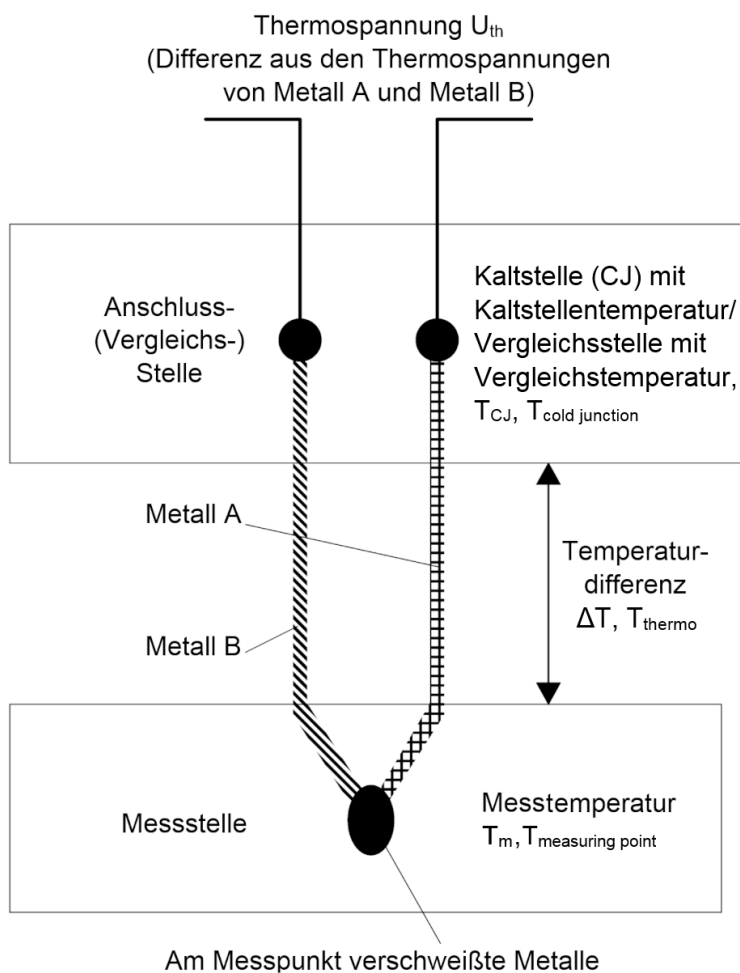 Thermospannung Uth
(Differenz aus den Thermospannungen
von Metall A und Metall B)
Anschluss-
(Vergleichs-)
Stelle
Kaltstelle (CJ) mit
Kaltstellentemperatur/
Vergleichsstelle mit
Vergleichstemperatur,
TCJ, Tcold junction
Metall A
Temperatur-
differenz
ΔT, Tthermo
Metall B
Messstelle
Messtemperatur
Tm,Tmeasuring point
Am Messpunkt verschweißte Metalle